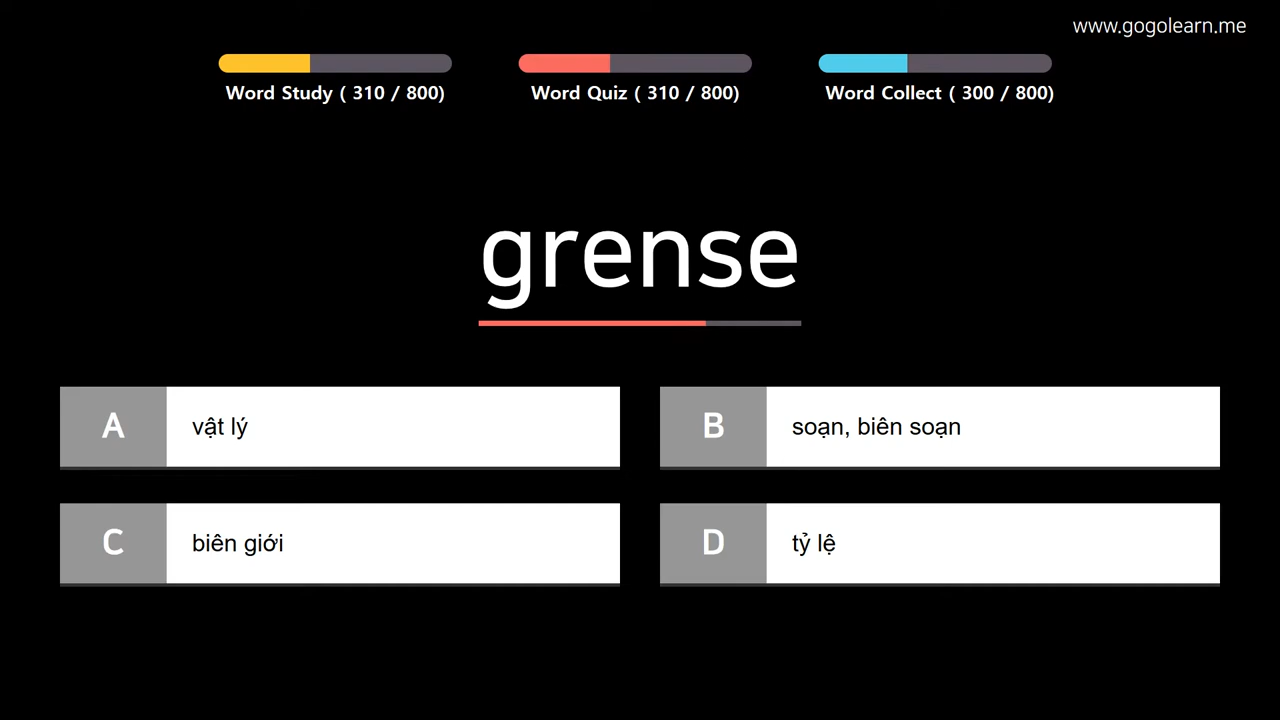 www.gogolearn.me
Word Study ( 310 / 800)
Word Quiz ( 310 / 800)
Word Collect ( 300 / 800)
grense
A vật lý
B soạn, biên soạn
C biên giới
D tỷ lệ